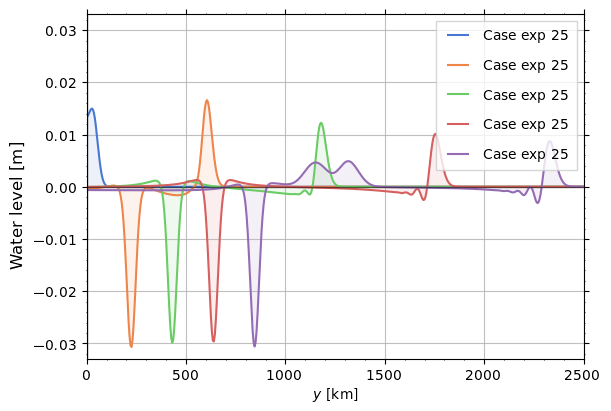 0.03
0.02
0.01
0.00
−0.01
−0.02
−0.03
Water level [m]
0
500
1000
1500
2000
2500
y [km]
Case exp 25
Case exp 25
Case exp 25
Case exp 25
Case exp 25